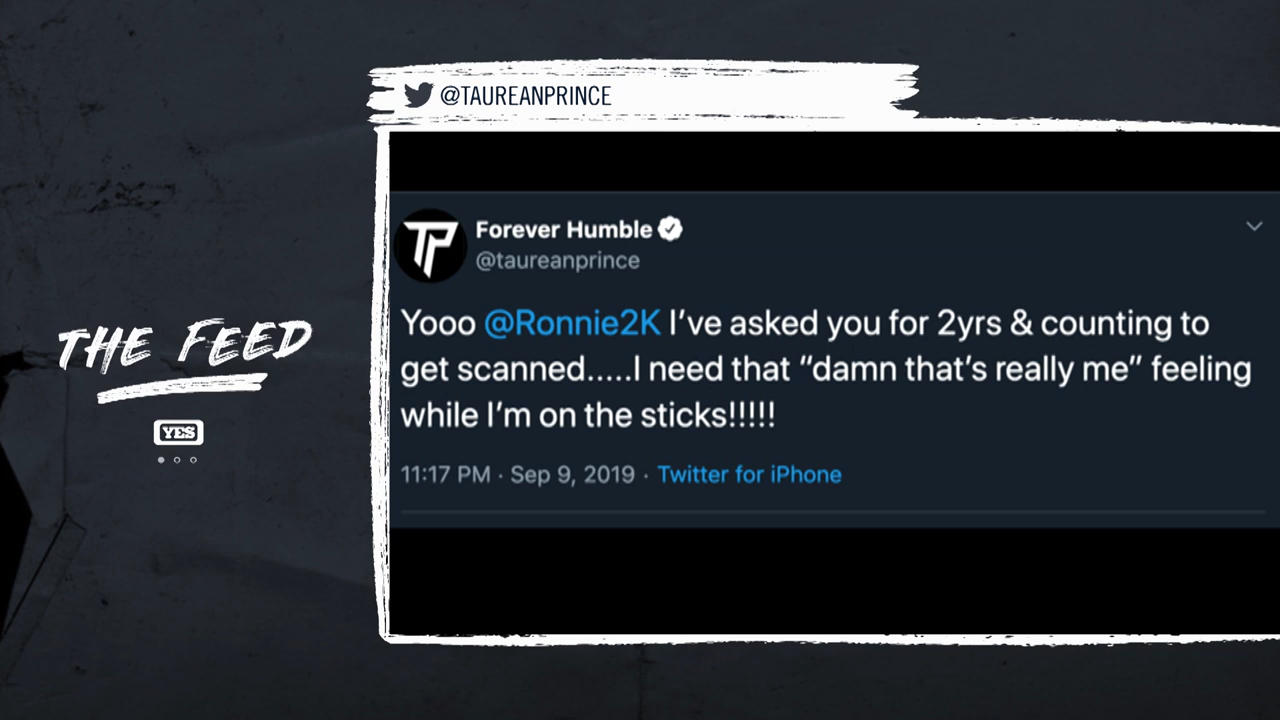 @TAUREANPRINCE
TP
Forever Humble
@taureanprince
Yooo @Ronnie2K I’ve asked you for 2yrs & counting to
get scanned.....I need that “damn that’s really me” feeling
while I’m on the sticks!!!!!
11:17 PM · Sep 9, 2019 · Twitter for iPhone
THE FEED
YES